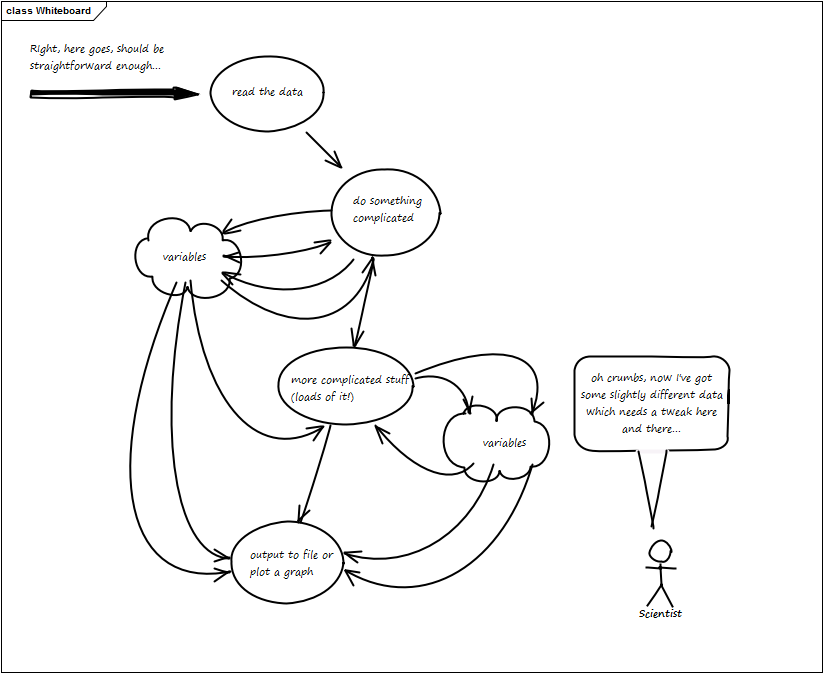 class Whiteboard
Right, here goes, should be
straightforward enough...
read the data
do something
complicated
variables
more complicated stuff
(loads of it!)
variables
oh crumbs, now I've got
some slightly different data
which needs a tweak here
and there...
output to file or
plot a graph
Scientist